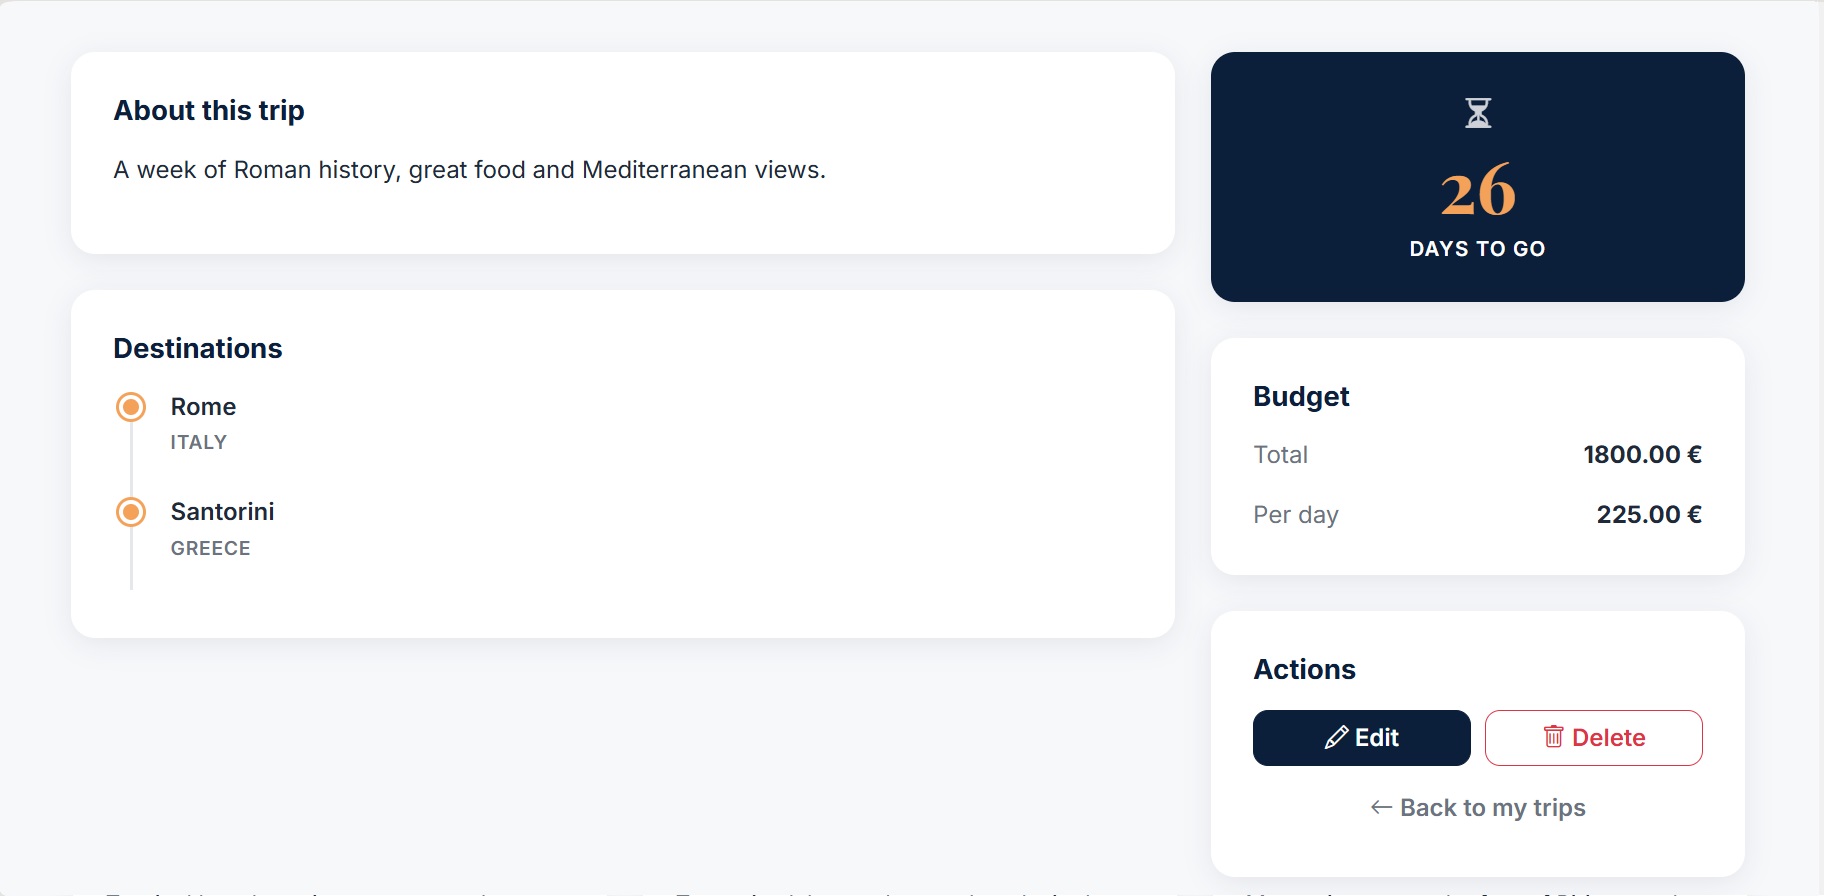 About this trip
A week of Roman history, great food and Mediterranean views.
Destinations
Rome
ITALY
Santorini
GREECE
26
DAYS TO GO
Budget
Total 1800.00 €
Per day 225.00 €
Actions
Edit Delete
← Back to my trips